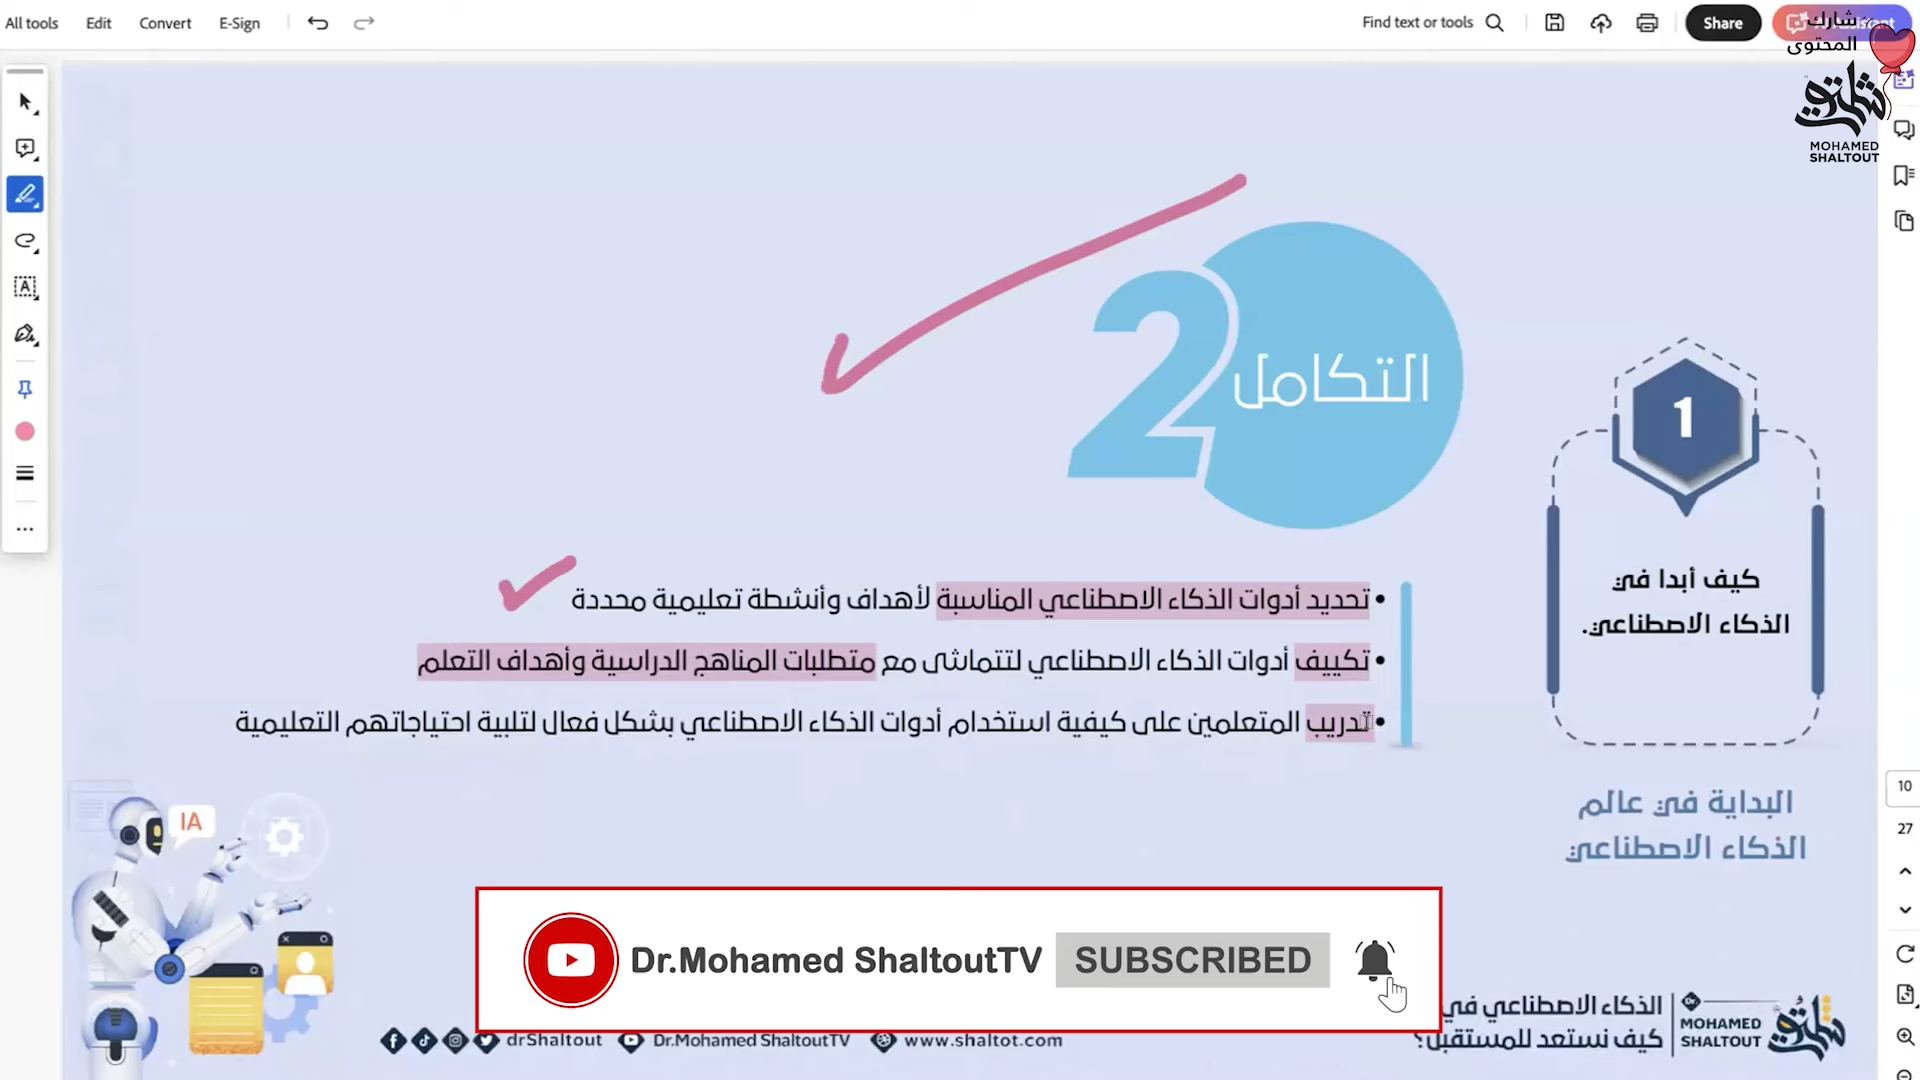 All tools Edit Convert E-Sign Find text or tools Share
شارك
المحتوى
شلتوت
MOHAMED
SHALTOUT
2
التكامل
1
كيف أبدا في
الذكاء الاصطناعي.
• تحديد أدوات الذكاء الاصطناعي المناسبة لأهداف وأنشطة تعليمية محددة
• تكييف أدوات الذكاء الاصطناعي لتتماشى مع متطلبات المناهج الدراسية وأهداف التعلم
• تدريب المتعلمين على كيفية استخدام أدوات الذكاء الاصطناعي بشكل فعال لتلبية احتياجاتهم التعليمية
10
27
البداية في عالم
الذكاء الاصطناعي
IA
Dr.Mohamed ShaltoutTV SUBSCRIBED
الذكاء الاصطناعي في
كيف نستعد للمستقبل؟
Dr.
MOHAMED
SHALTOUT
شلتوت
drShaltout Dr.Mohamed ShaltoutTV www.shaltot.com